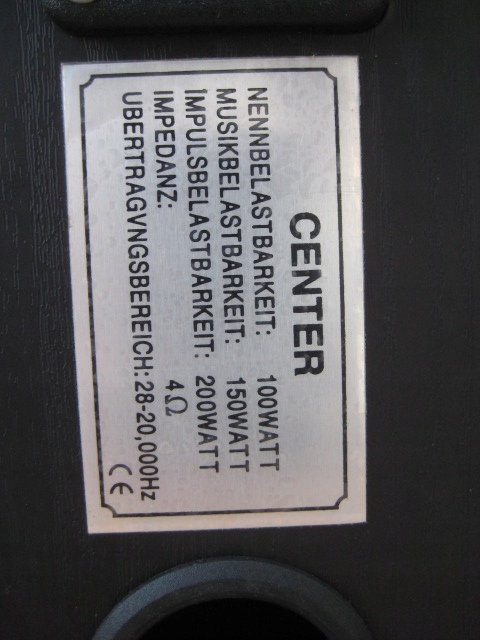 CENTER
NENNBELASTBARKEIT: 100WATT
MUSIKBELASTBARKEIT: 150WATT
IMPULSBELASTBARKEIT: 200WATT
IMPEDANZ: 4Ω
UBERTRAGVNGSBEREICH: 28-20,000Hz
CE